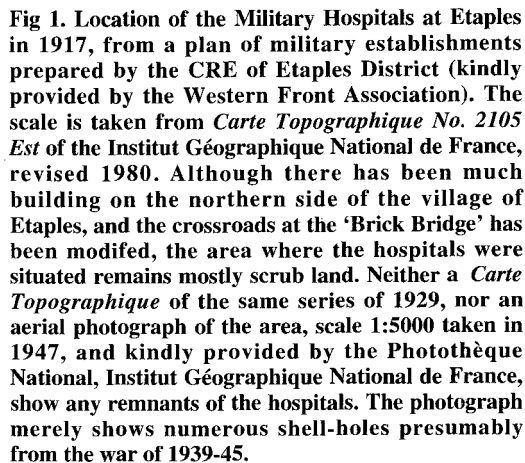 Fig 1. Location of the Military Hospitals at Etaples
in 1917, from a plan of military establishments
prepared by the CRE of Etaples District (kindly
provided by the Western Front Association). The
scale is taken from Carte Topographique No. 2105
Est of the Institut Géographique National de France,
revised 1980. Although there has been much
building on the northern side of the village of
Etaples, and the crossroads at the ‘Brick Bridge’ has
been modifed, the area where the hospitals were
situated remains mostly scrub land. Neither a Carte
Topographique of the same series of 1929, nor an
aerial photograph of the area, scale 1:5000 taken in
1947, and kindly provided by the Photothèque
National, Institut Géographique National de France,
show any remnants of the hospitals. The photograph
merely shows numerous shell-holes presumably
from the war of 1939-45.